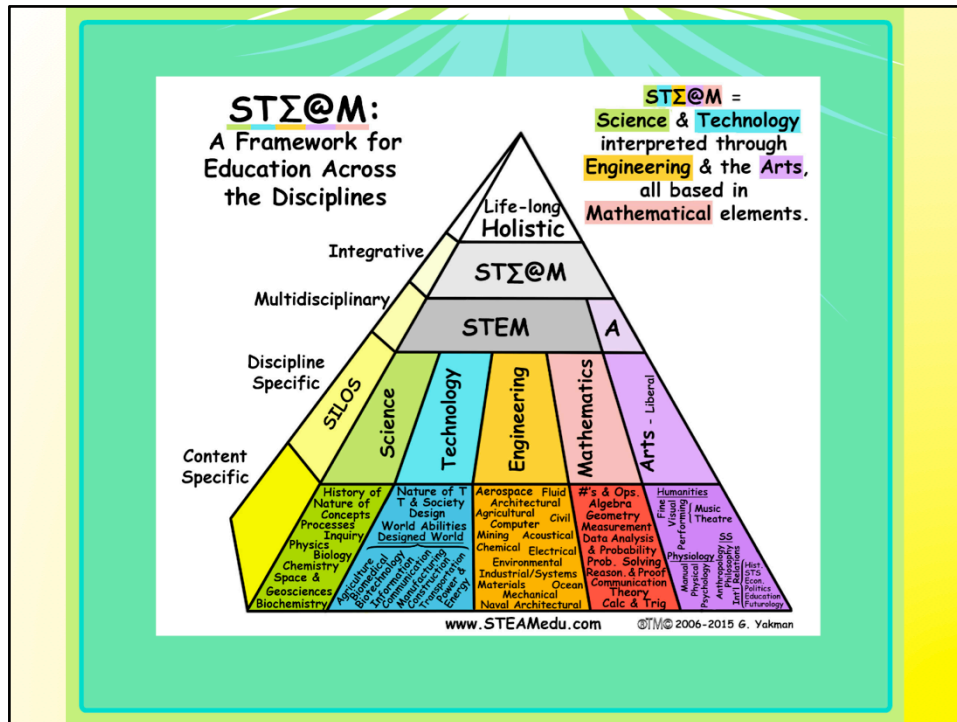 STΣ@M:
A Framework for
Education Across
the Disciplines
STΣ@M =
Science & Technology
interpreted through
Engineering & the Arts,
all based in
Mathematical elements.
Life-long
Holistic
Integrative
STΣ@M
Multidisciplinary
STEM
A
Discipline
Specific
SILOS
Science
Technology
Engineering
Mathematics
Arts - Liberal
Content
Specific
History of
Nature of
Concepts
Processes
Inquiry
Physics
Biology
Chemistry
Space &
Geosciences
Biochemistry
Nature of T
T & Society
Design
World Abilities
Designed World
Agriculture
Biomedical
Biotechnology
Information
Communication
Manufacturing
Construction
Transportation
Power &
Energy
Aerospace Fluid
Architectural
Agricultural
Civil
Computer
Mining Acoustical
Chemical
Electrical
Environmental
Industrial/Systems
Materials Ocean
Mechanical
Naval Architectural
#'s & Ops.
Algebra
Geometry
Measurement
Data Analysis
& Probability
Prob. Solving
Reason. & Proof
Communication
Theory
Calc & Trig
Humanities
Fine
Visual
Performing
Music
Theatre
Physiology
Manual
Physical
Psychology
SS
Anthropology
Philosophy
Int'l Relations
Hist.
STS
Econ.
Politics
Education
Futurology
www.STEAMedu.com
®TM© 2006-2015 G. Yakman